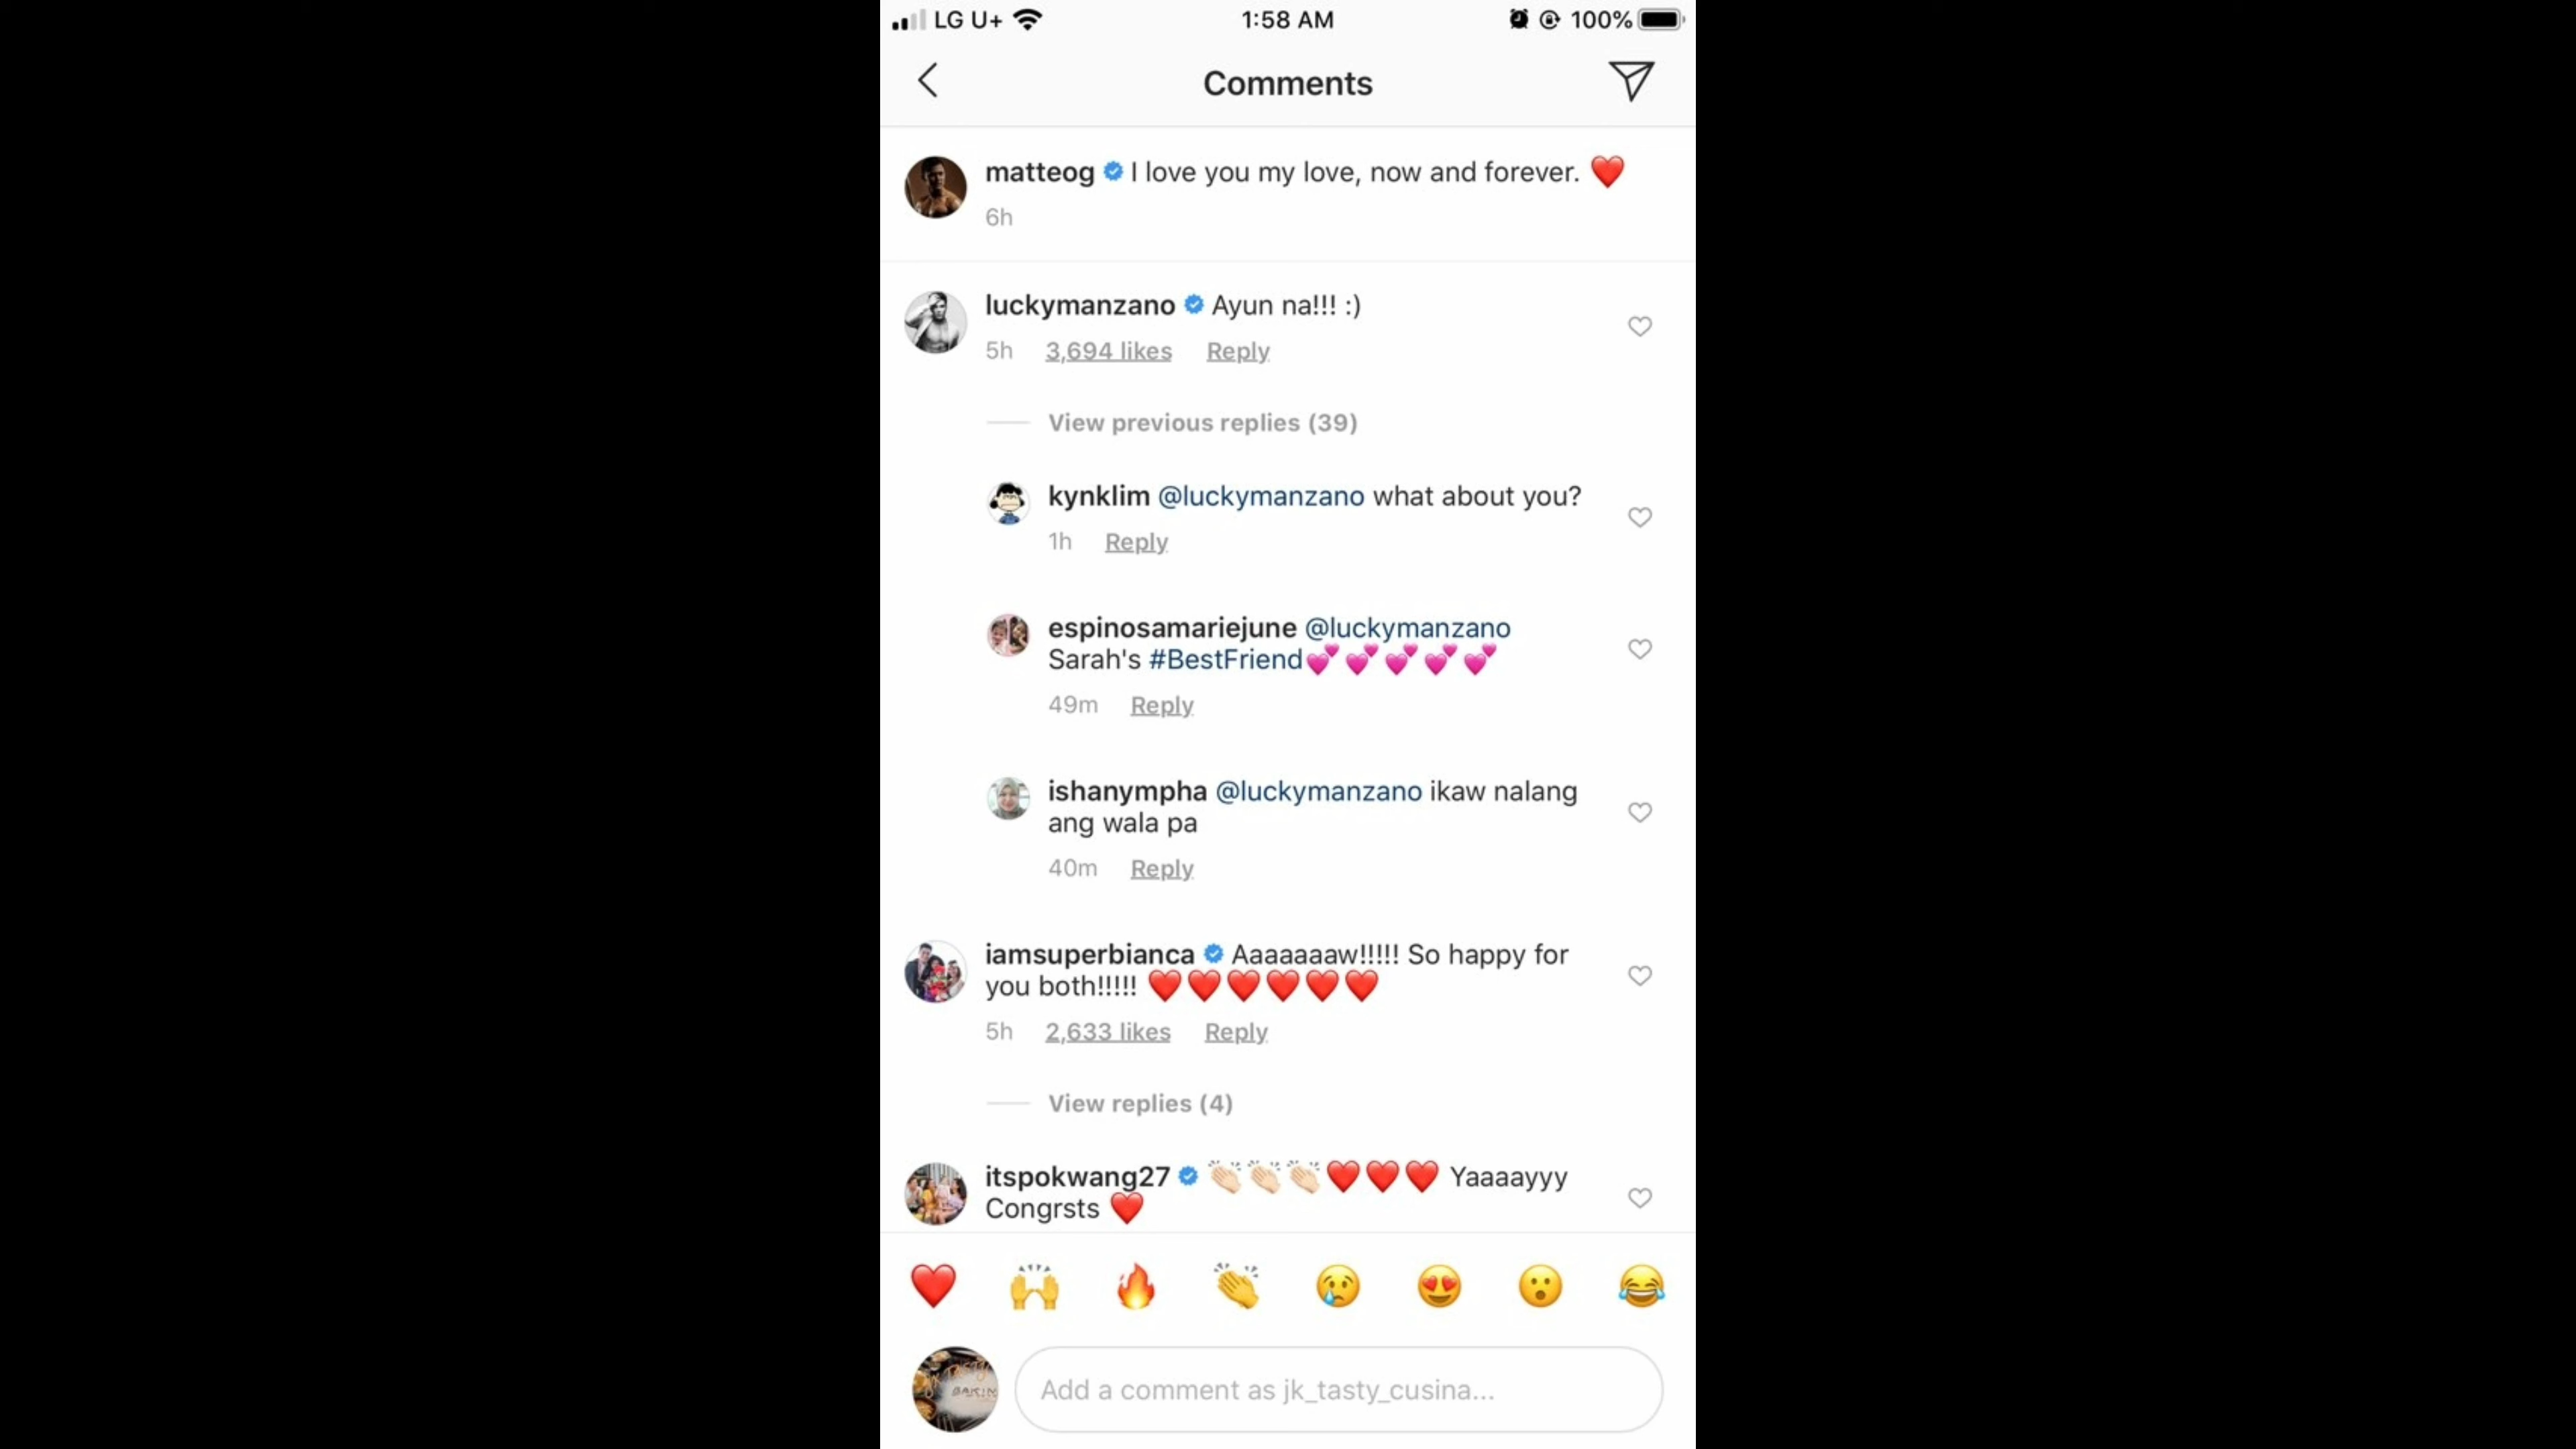 LG U+ 1:58 AM 100%
Comments
matteog I love you my love, now and forever. ❤️
6h
luckymanzano Ayun na!!! :)
5h 3,694 likes Reply
View previous replies (39)
kynklim @luckymanzano what about you?
1h Reply
espinosamariejune @luckymanzano
Sarah's #BestFriend💕💕💕💕💕
49m Reply
ishanympha @luckymanzano ikaw nalang
ang wala pa
40m Reply
iamsuperbianca Aaaaaaaw!!!!! So happy for
you both!!!!! ❤️❤️❤️❤️❤️❤️
5h 2,633 likes Reply
View replies (4)
itspokwang27 👏🏻👏🏻👏🏻❤️❤️❤️ Yaaaayyy
Congrsts ❤️
❤️ 🙌 🔥 👏 😢 😍 😮 😂
Add a comment as jk_tasty_cusina...